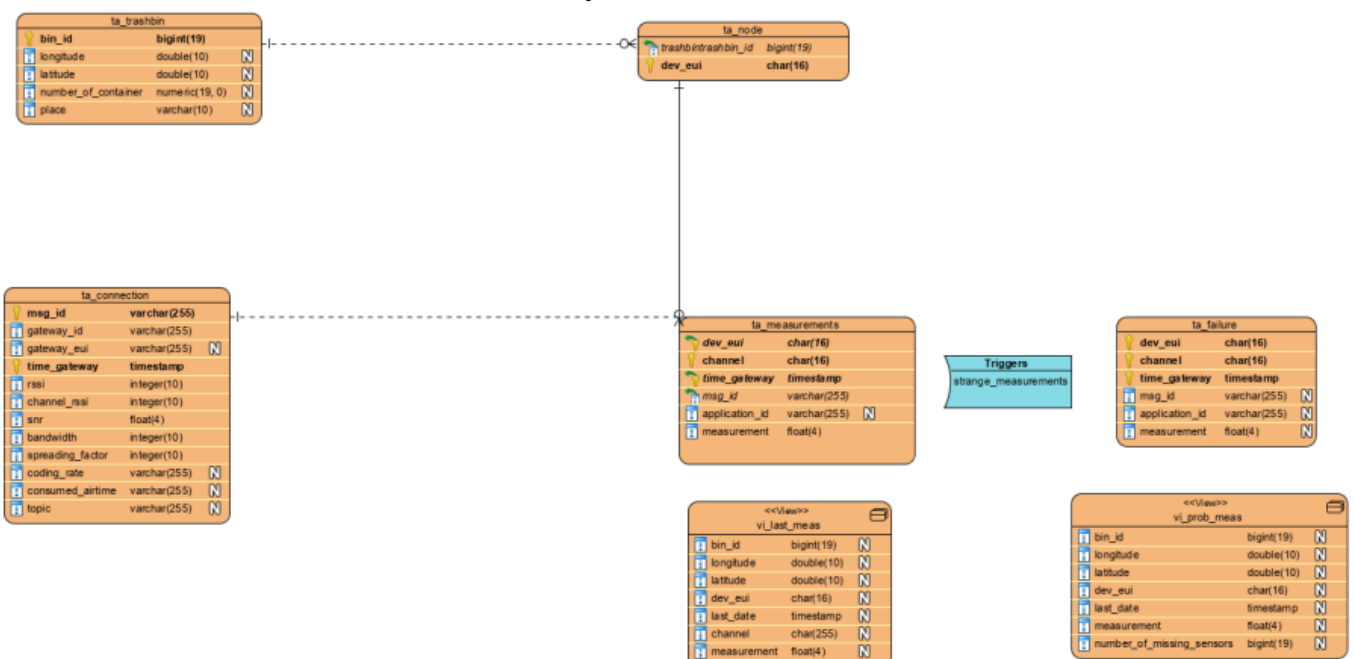 ta_trashbin
bin_id bigint(19)
longitude double(10) N
latitude double(10) N
number_of_container numeric(19, 0) N
place varchar(10) N
ta_node
trashbintrashbin_id bigint(19)
dev_eui char(16)
ta_connection
msg_id varchar(255)
gateway_id varchar(255)
gateway_eui varchar(255) N
time_gateway timestamp
rssi integer(10)
channel_rssi integer(10)
snr float(4)
bandwidth integer(10)
spreading_factor integer(10)
coding_rate varchar(255) N
consumed_airtime varchar(255) N
topic varchar(255) N
ta_measurements
dev_eui char(16)
channel char(16)
time_gateway timestamp
msg_id varchar(255)
application_id varchar(255) N
measurement float(4)
Triggers
strange_measurements
ta_failure
dev_eui char(16)
channel char(16)
time_gateway timestamp
msg_id varchar(255) N
application_id varchar(255) N
measurement float(4) N
<<View>>
vi_last_meas
bin_id bigint(19) N
longitude double(10) N
latitude double(10) N
dev_eui char(16) N
last_date timestamp N
channel char(255) N
measurement float(4) N
<<View>>
vi_prob_meas
bin_id bigint(19) N
longitude double(10) N
latitude double(10) N
dev_eui char(16) N
last_date timestamp N
measurement float(4) N
number_of_missing_sensors bigint(19) N